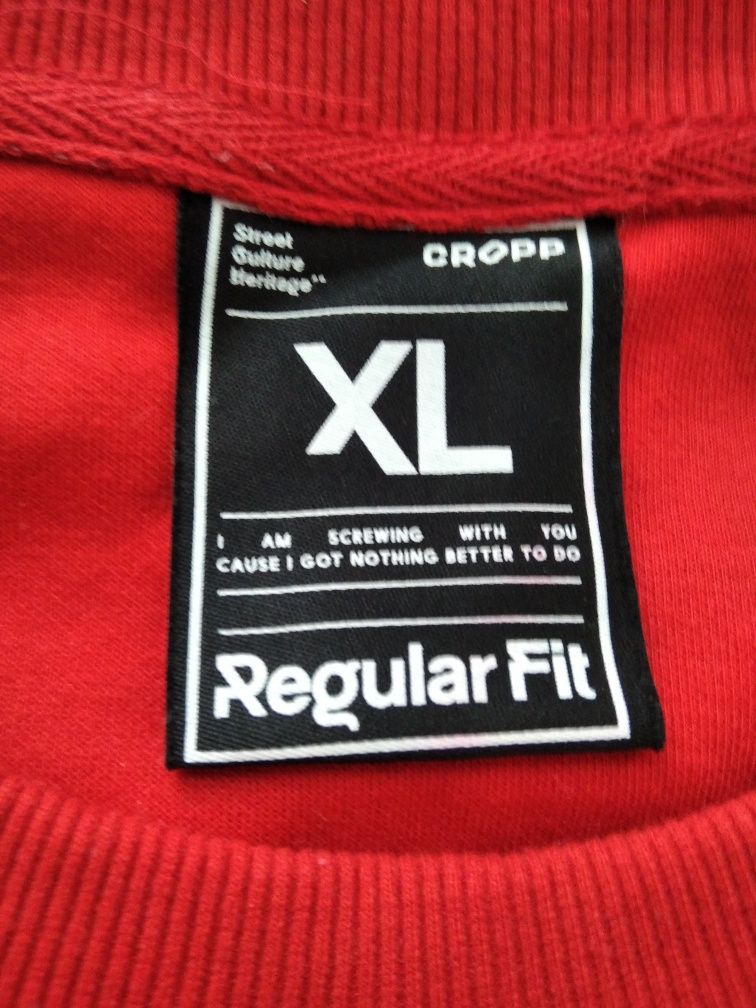 Street
Culture
Heritage
CROPP
XL
I AM SCREWING WITH YOU
CAUSE I GOT NOTHING BETTER TO DO
Regular Fit